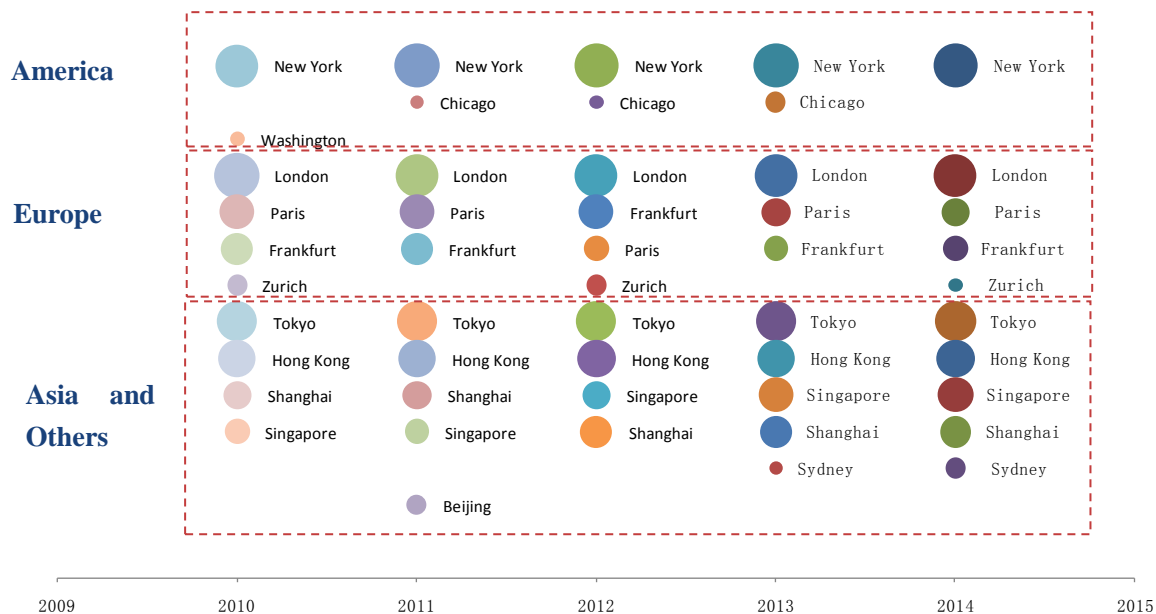 America
New York
New York
New York
New York
New York
Chicago
Chicago
Chicago
Washington
Europe
London
London
London
London
London
Paris
Paris
Frankfurt
Paris
Paris
Frankfurt
Frankfurt
Paris
Frankfurt
Frankfurt
Zurich
Zurich
Zurich
Asia and
Others
Tokyo
Tokyo
Tokyo
Tokyo
Tokyo
Hong Kong
Hong Kong
Hong Kong
Hong Kong
Hong Kong
Shanghai
Shanghai
Singapore
Singapore
Singapore
Singapore
Singapore
Shanghai
Shanghai
Shanghai
Sydney
Sydney
Beijing
2009 2010 2011 2012 2013 2014 2015